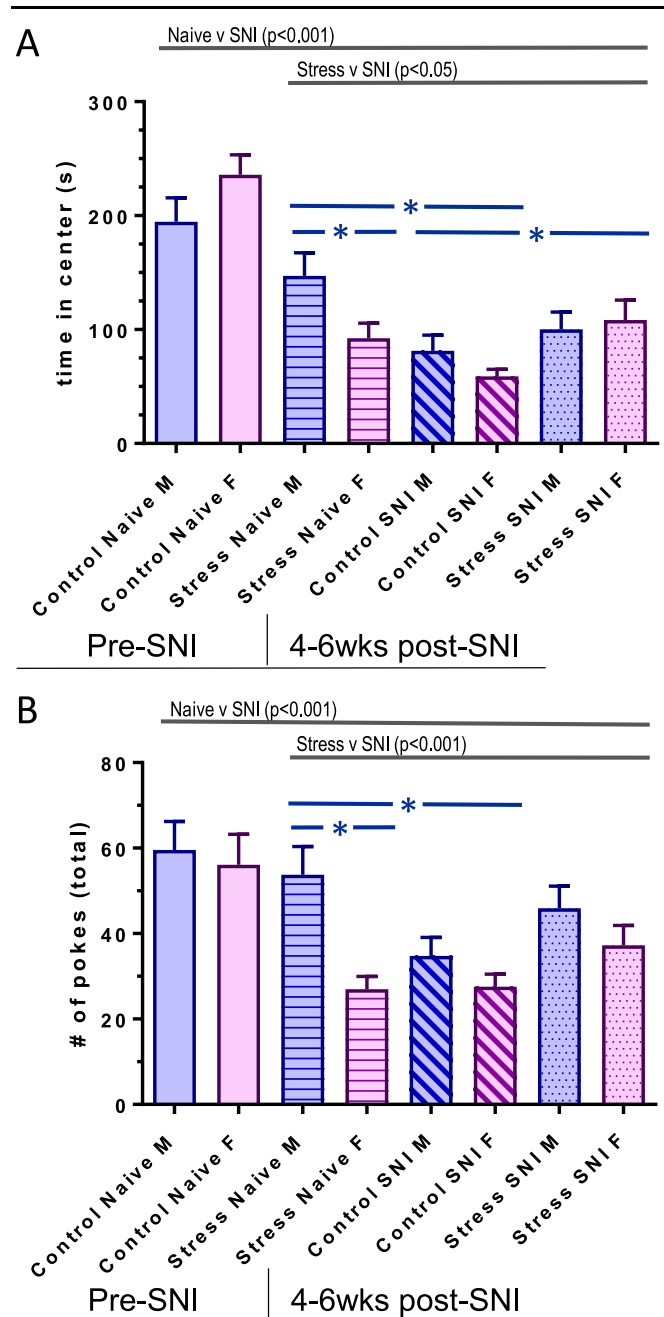 A
Naive v SNI (p<0.001)
Stress v SNI (p<0.05)
time in center (s)
300
200
100
0
*
*
*
Control Naive M
Control Naive F
Stress Naive M
Stress Naive F
Control SNI M
Control SNI F
Stress SNI M
Stress SNI F
Pre-SNI
4-6wks post-SNI
B
Naive v SNI (p<0.001)
Stress v SNI (p<0.001)
# of pokes (total)
80
60
40
20
0
*
*
Control Naive M
Control Naive F
Stress Naive M
Stress Naive F
Control SNI M
Control SNI F
Stress SNI M
Stress SNI F
Pre-SNI
4-6wks post-SNI